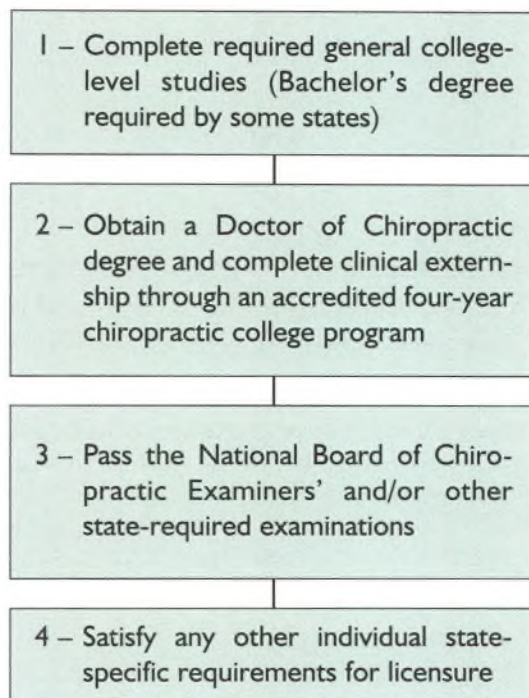 1 – Complete required general college-
level studies (Bachelor's degree
required by some states)
2 – Obtain a Doctor of Chiropractic
degree and complete clinical extern-
ship through an accredited four-year
chiropractic college program
3 – Pass the National Board of Chiro-
practic Examiners' and/or other
state-required examinations
4 – Satisfy any other individual state-
specific requirements for licensure